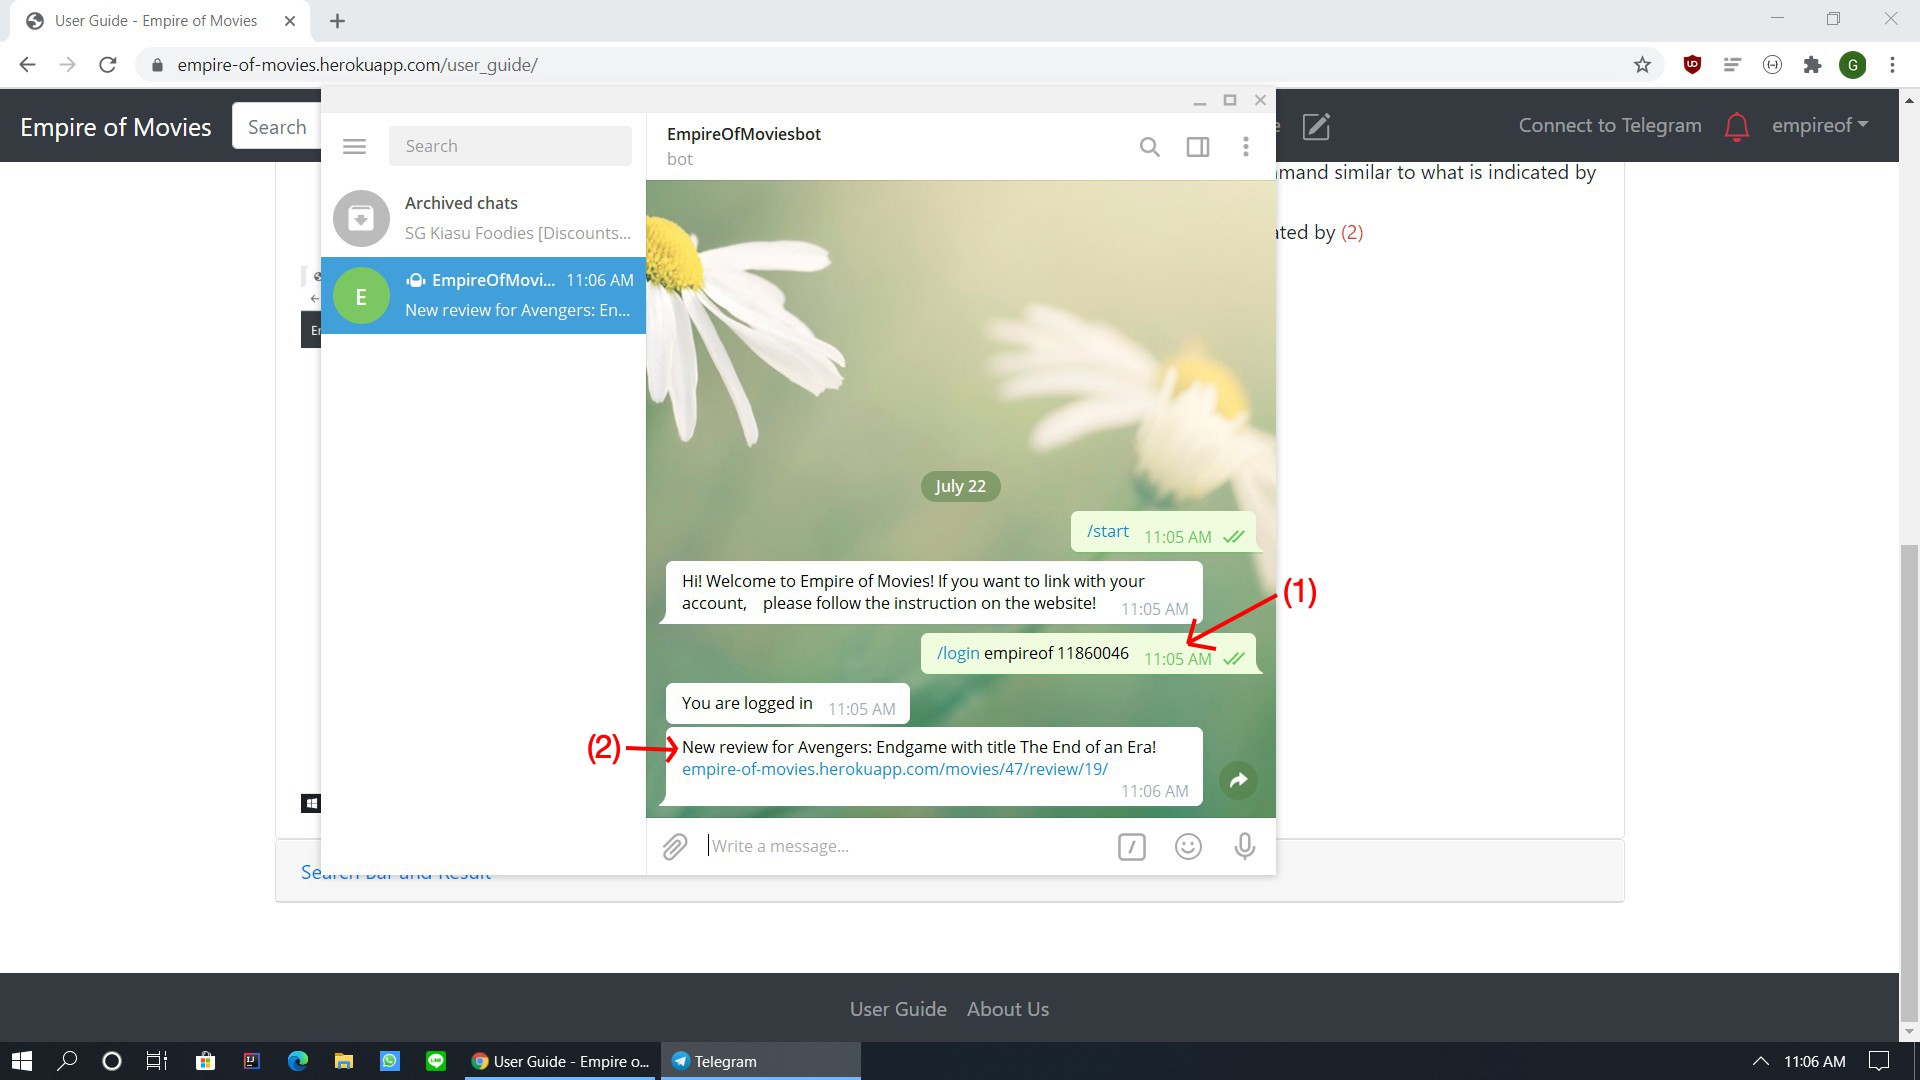 User Guide - Empire of Movies
empire-of-movies.herokuapp.com/user_guide/
G
Empire of Movies
Search
Connect to Telegram
empireof
mmand similar to what is indicated by
ated by (2)
Search
Archived chats
SG Kiasu Foodies [Discounts...
E
EmpireOfMovi... 11:06 AM
New review for Avengers: En...
EmpireOfMoviesbot
bot
July 22
/start 11:05 AM
Hi! Welcome to Empire of Movies! If you want to link with your
account, please follow the instruction on the website! 11:05 AM
(1)
/login empireof 11860046 11:05 AM
You are logged in 11:05 AM
(2)
New review for Avengers: Endgame with title The End of an Era!
empire-of-movies.herokuapp.com/movies/47/review/19/
11:06 AM
Write a message...
Search Bar and Result
User Guide About Us
User Guide - Empire o...
Telegram
11:06 AM